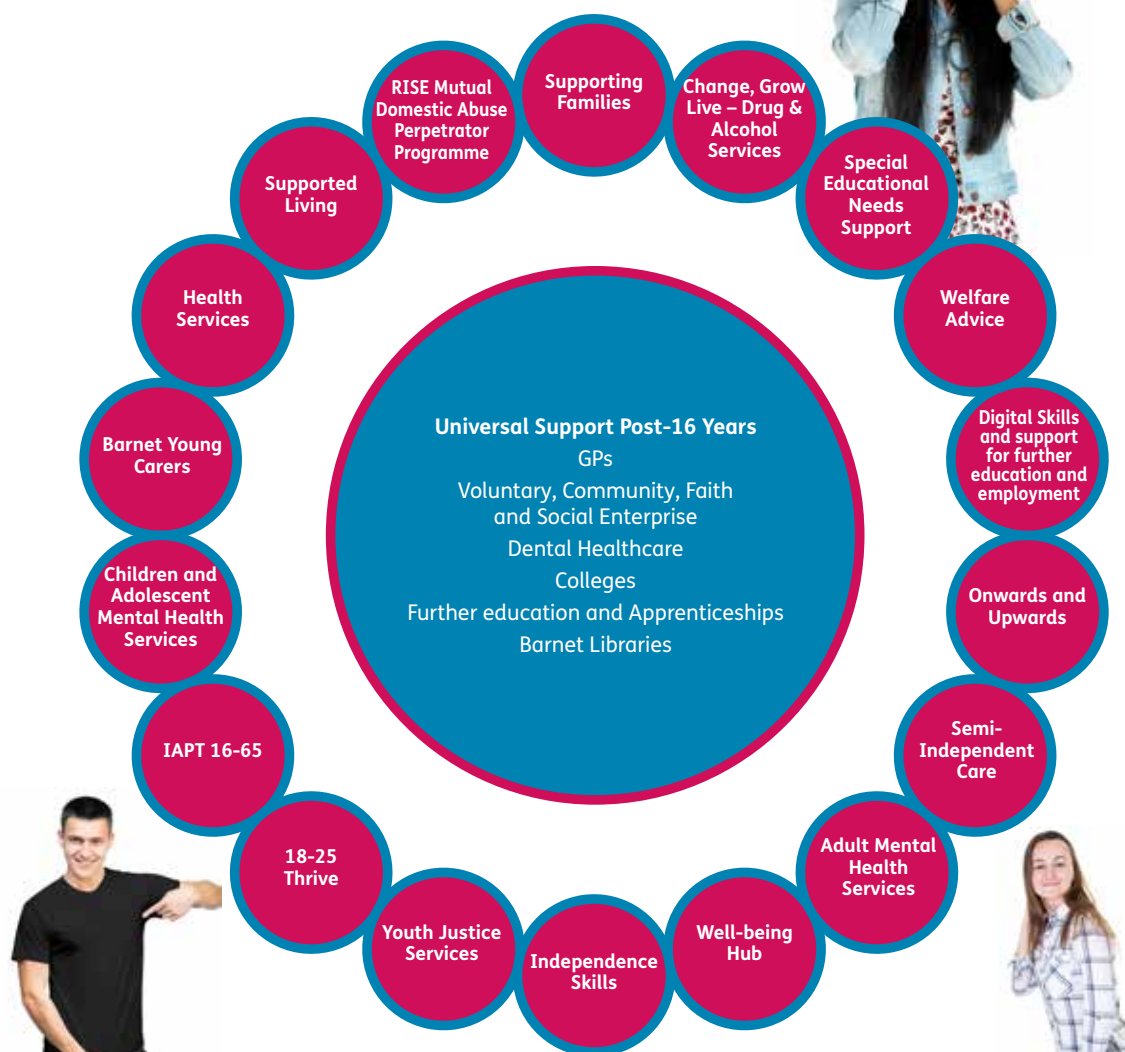 Supporting
Families
Change, Grow
Live – Drug &
Alcohol
Services
Special
Educational
Needs
Support
Welfare
Advice
Digital Skills
and support
for further
education and
employment
Onwards and
Upwards
Semi-
Independent
Care
Adult Mental
Health
Services
Well-being
Hub
Independence
Skills
Youth Justice
Services
18-25
Thrive
IAPT 16-65
Children and
Adolescent
Mental Health
Services
Barnet Young
Carers
Health
Services
Supported
Living
RISE Mutual
Domestic Abuse
Perpetrator
Programme
Universal Support Post-16 Years
GPs
Voluntary, Community, Faith
and Social Enterprise
Dental Healthcare
Colleges
Further education and Apprenticeships
Barnet Libraries